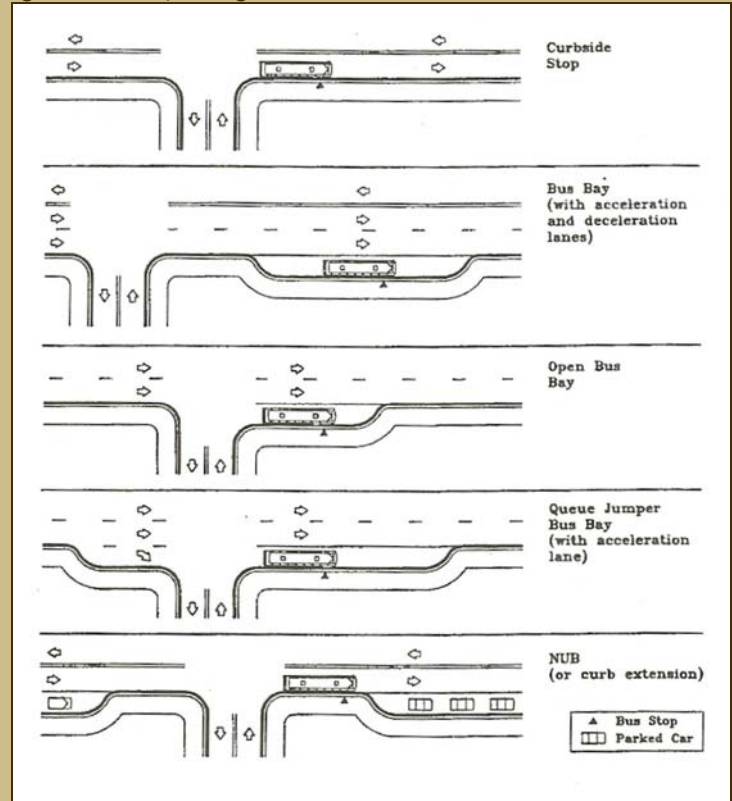 Curbside
Stop
Bus Bay
(with acceleration
and deceleration
lanes)
Open Bus
Bay
Queue Jumper
Bus Bay
(with acceleration
lane)
NUB
(or curb extension)
Bus Stop
Parked Car